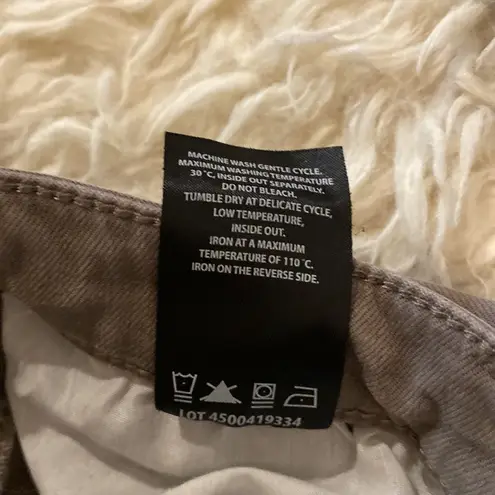 MACHINE WASH GENTLE CYCLE.
MAXIMUM WASHING TEMPERATURE
30˚C, INSIDE OUT SEPARATELY.
DO NOT BLEACH.
TUMBLE DRY AT DELICATE CYCLE,
LOW TEMPERATURE,
INSIDE OUT.
IRON AT A MAXIMUM
TEMPERATURE OF 110˚C.
IRON ON THE REVERSE SIDE.
LOT 4500419334